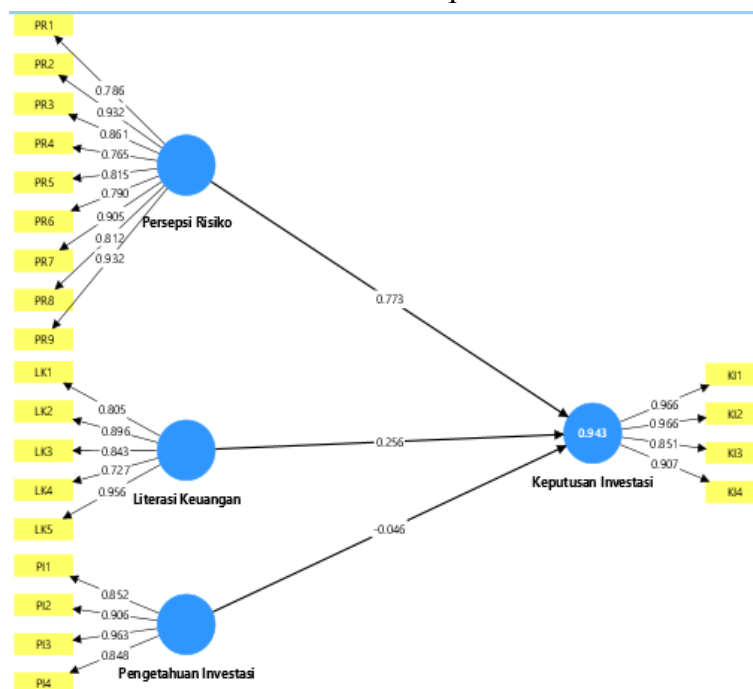 PR1
PR2
PR3
PR4
PR5
PR6
PR7
PR8
PR9
0.786
0.932
0.861
0.765
0.815
0.790
0.905
0.812
0.932
Persepsi Risiko
0.773
LK1
LK2
LK3
LK4
LK5
0.805
0.896
0.843
0.727
0.956
Literasi Keuangan
0.256
PI1
PI2
PI3
PI4
0.852
0.906
0.963
0.848
Pengetahuan Investasi
-0.046
0.943
Keputusan Investasi
0.966
0.966
0.851
0.907
KI1
KI2
KI3
KI4